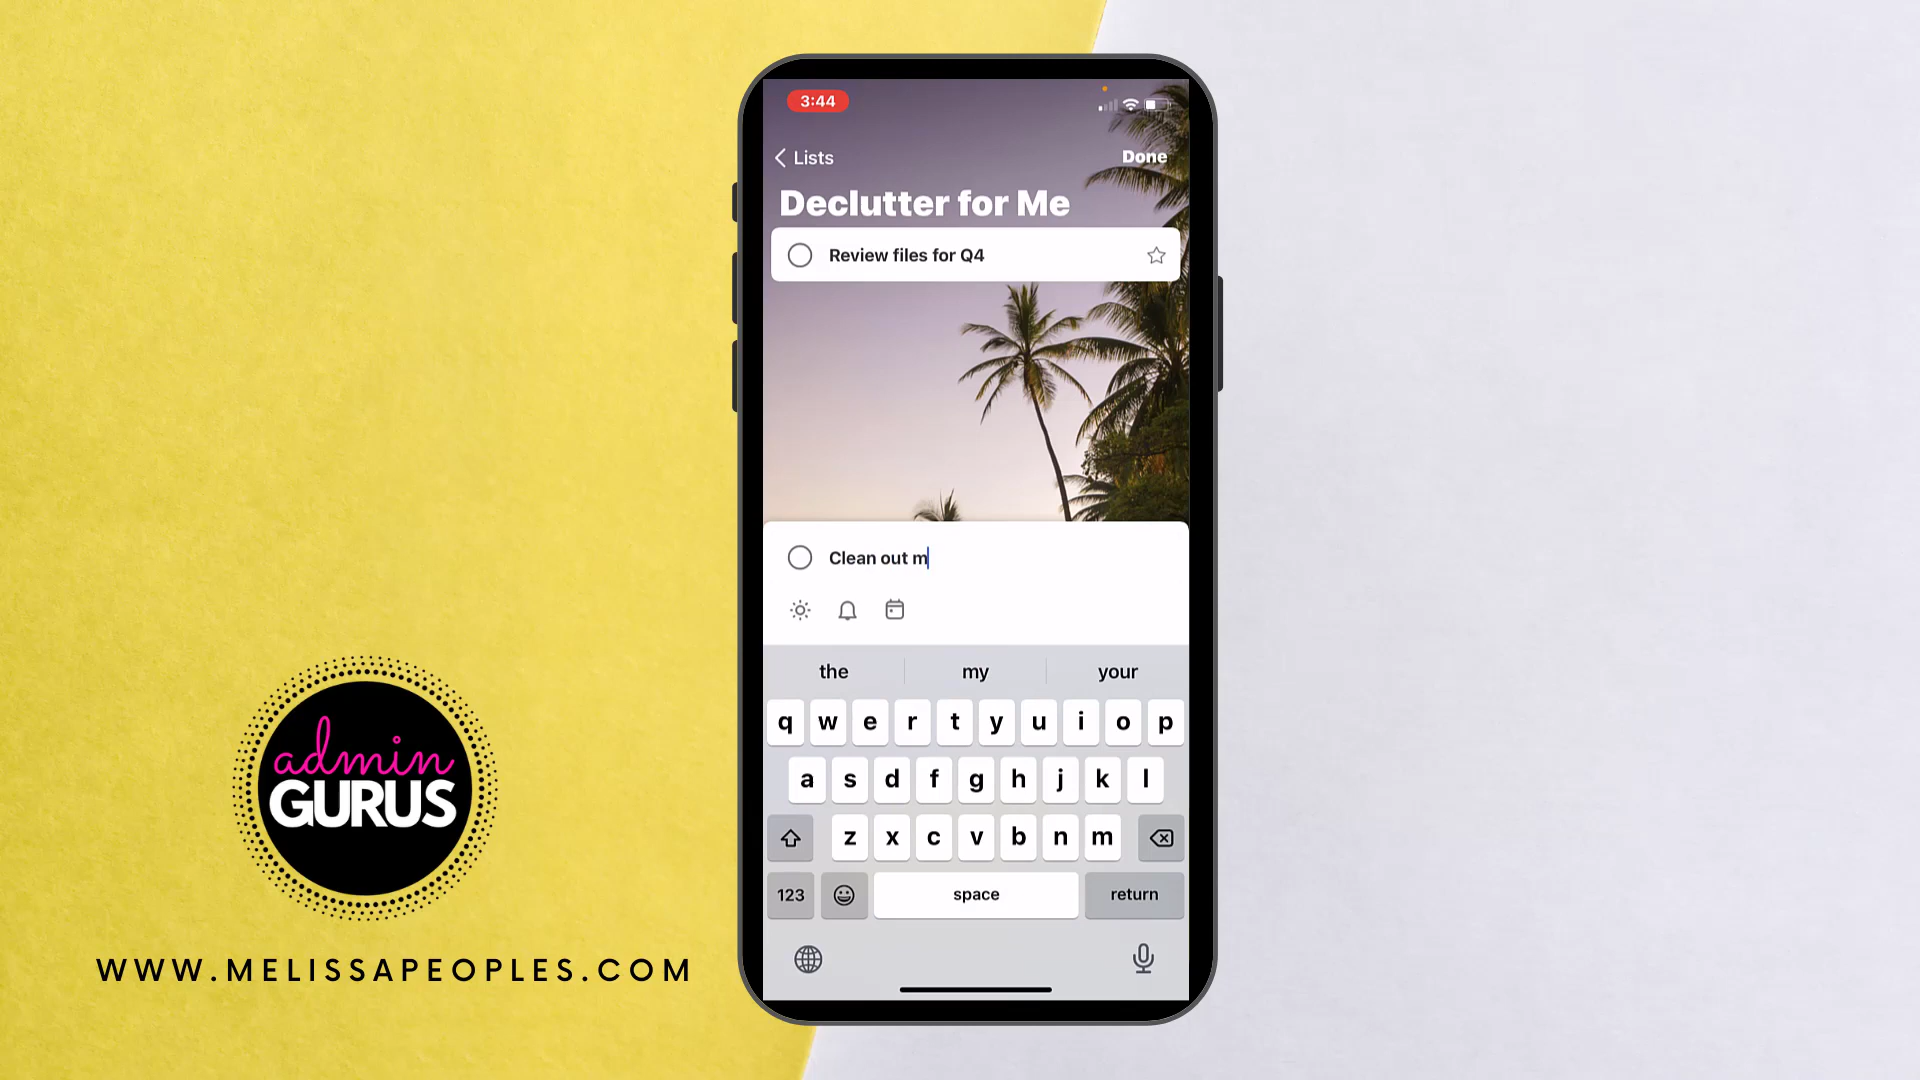 3:44
Lists
Done
Declutter for Me
Review files for Q4
Clean out m
the my your
q w e r t y u i o p
a s d f g h j k l
z x c v b n m
123 space return
admin
GURUS
WWW.MELISSAPEOPLES.COM